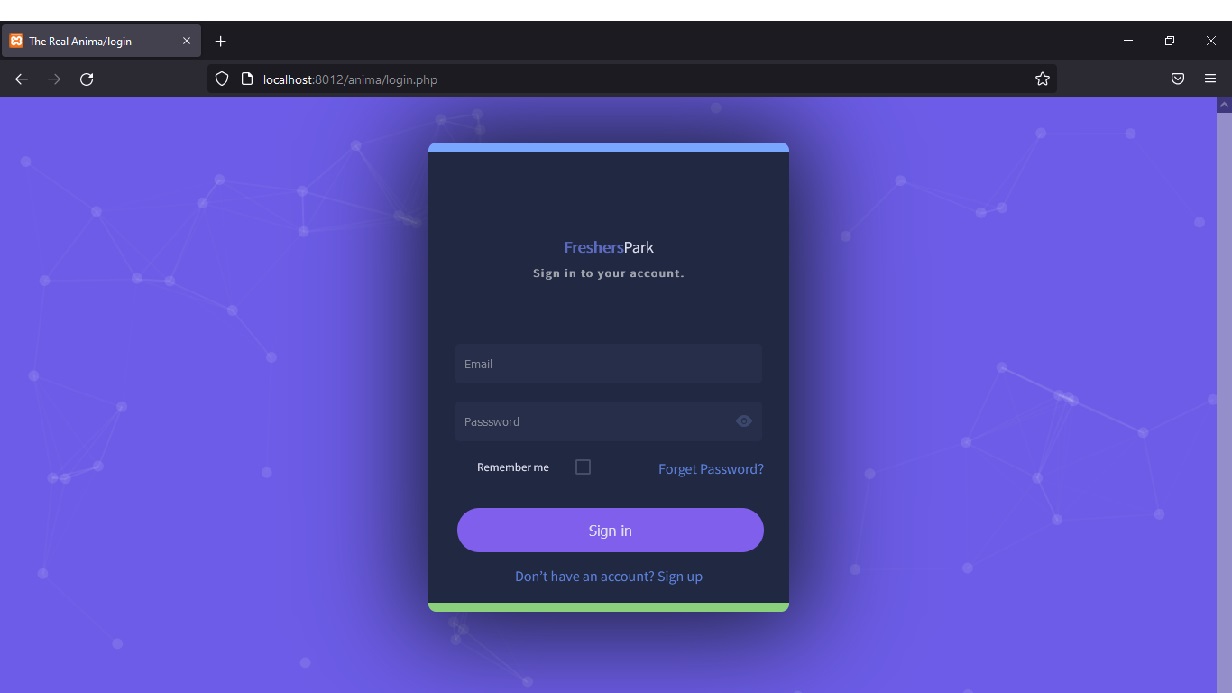 The Real Anima/login
localhost:8012/anima/login.php
FreshersPark
Sign in to your account.
Email
Passsword
Remember me
Forget Password?
Sign in
Don't have an account? Sign up